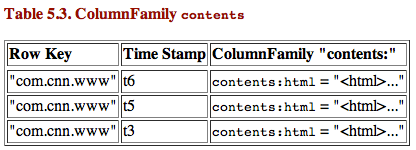 Table 5.3. ColumnFamily contents
Row Key Time Stamp ColumnFamily "contents:"
"com.cnn.www" t6 contents:html = "<html>..."
"com.cnn.www" t5 contents:html = "<html>..."
"com.cnn.www" t3 contents:html = "<html>..."